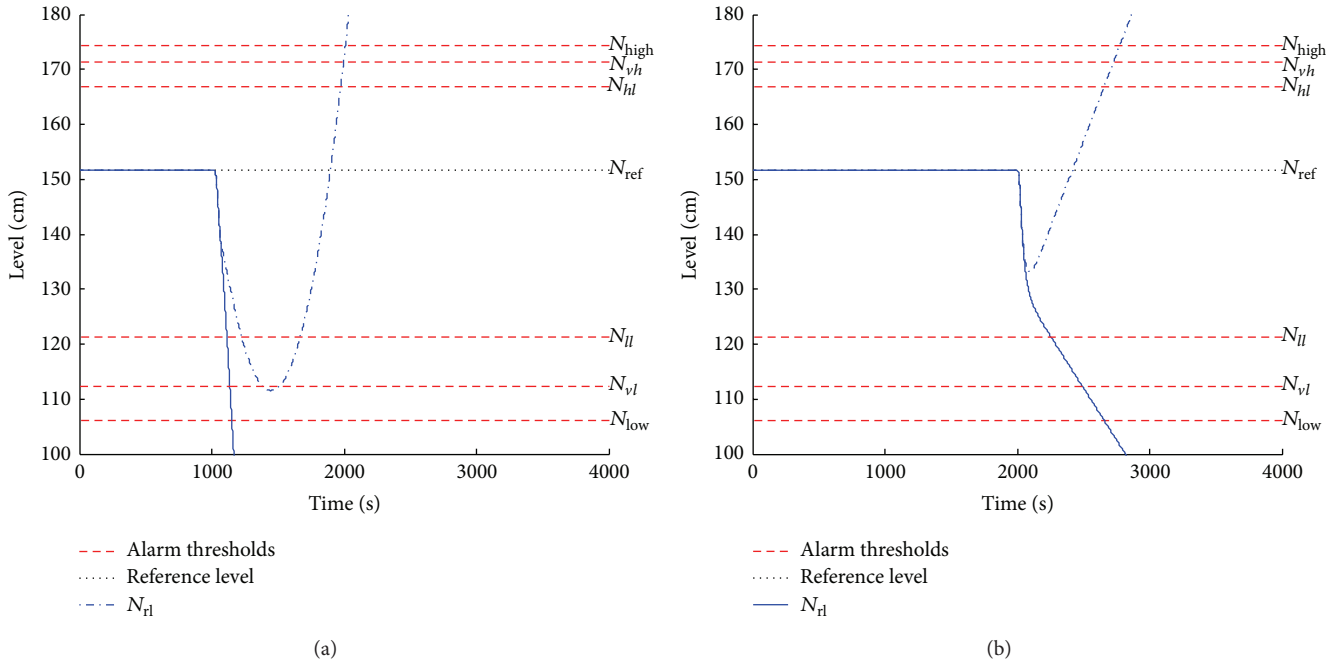 180
170
160
150
140
130
120
110
100
Level (cm)
N_high
N_vh
N_hl
N_ref
N_ll
N_vl
N_low
0 1000 2000 3000 4000
Time (s)
Alarm thresholds
Reference level
N_rl
(a)
180
170
160
150
140
130
120
110
100
Level (cm)
N_high
N_vh
N_hl
N_ref
N_ll
N_vl
N_low
0 1000 2000 3000 4000
Time (s)
Alarm thresholds
Reference level
N_rl
(b)